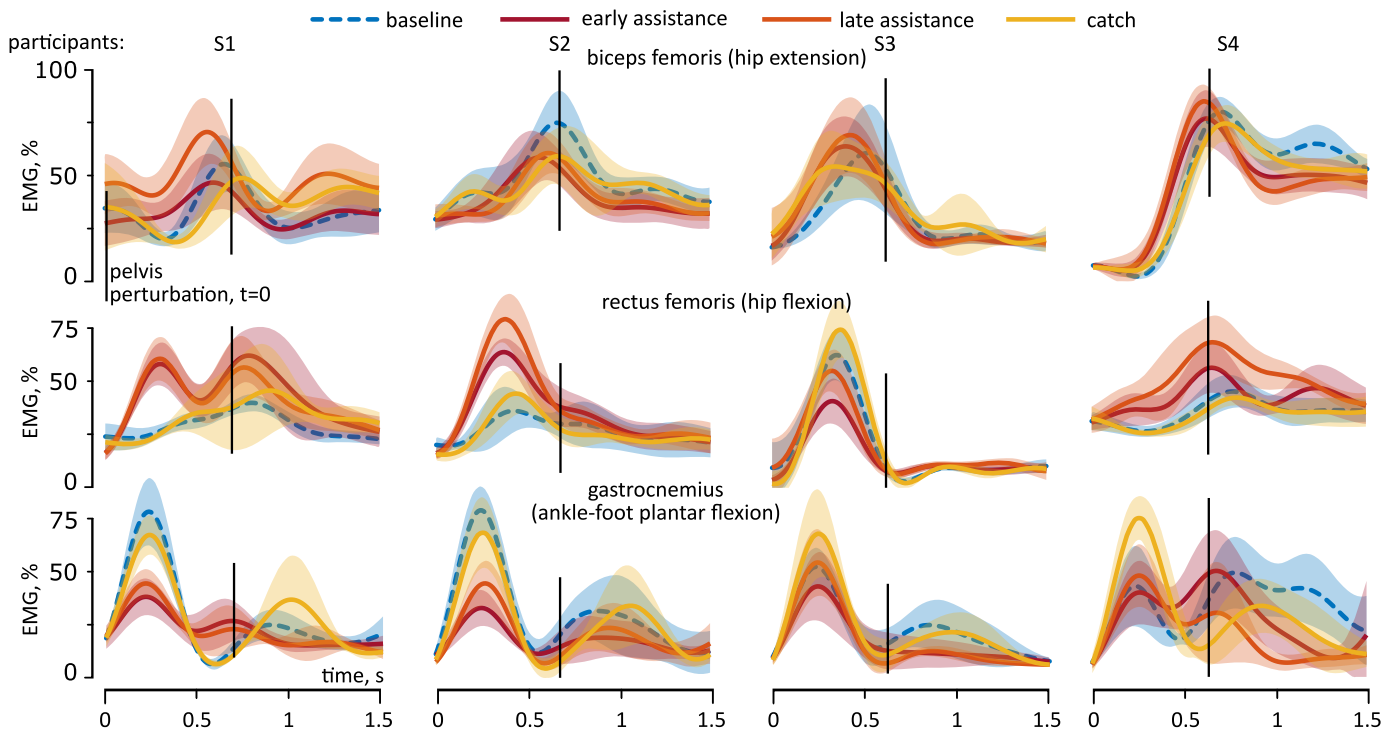 baseline early assistance late assistance catch
participants: S1 S2 S3 S4
biceps femoris (hip extension)
100
50
0
EMG, %
pelvis
perturbation, t=0
rectus femoris (hip flexion)
75
50
0
EMG, %
gastrocnemius
(ankle-foot plantar flexion)
75
50
0
EMG, %
time, s
0 0.5 1 1.5 0 0.5 1 1.5 0 0.5 1 1.5 0 0.5 1 1.5